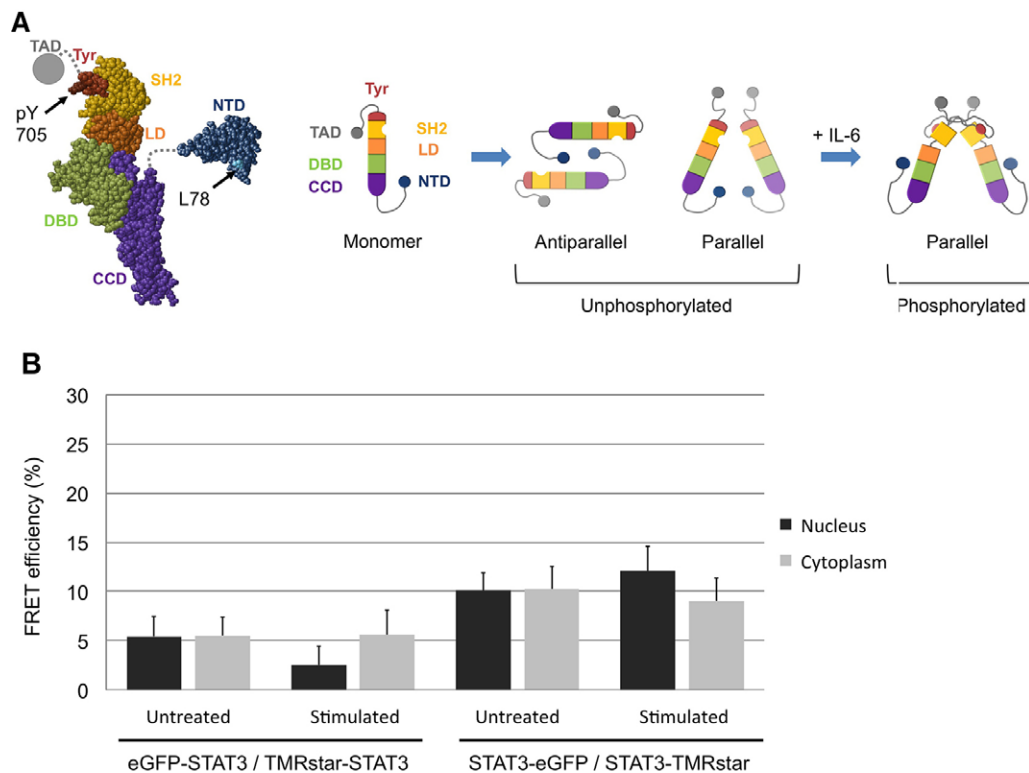 A
TAD
Tyr
SH2
pY
705
LD
NTD
L78
DBD
CCD
Tyr
TAD
SH2
LD
DBD
CCD
NTD
Monomer
Antiparallel
Parallel
+ IL-6
Parallel
Unphosphorylated
Phosphorylated
B
FRET efficiency (%)
30
25
20
15
10
5
0
Nucleus
Cytoplasm
Untreated
Stimulated
Untreated
Stimulated
eGFP-STAT3 / TMRstar-STAT3
STAT3-eGFP / STAT3-TMRstar